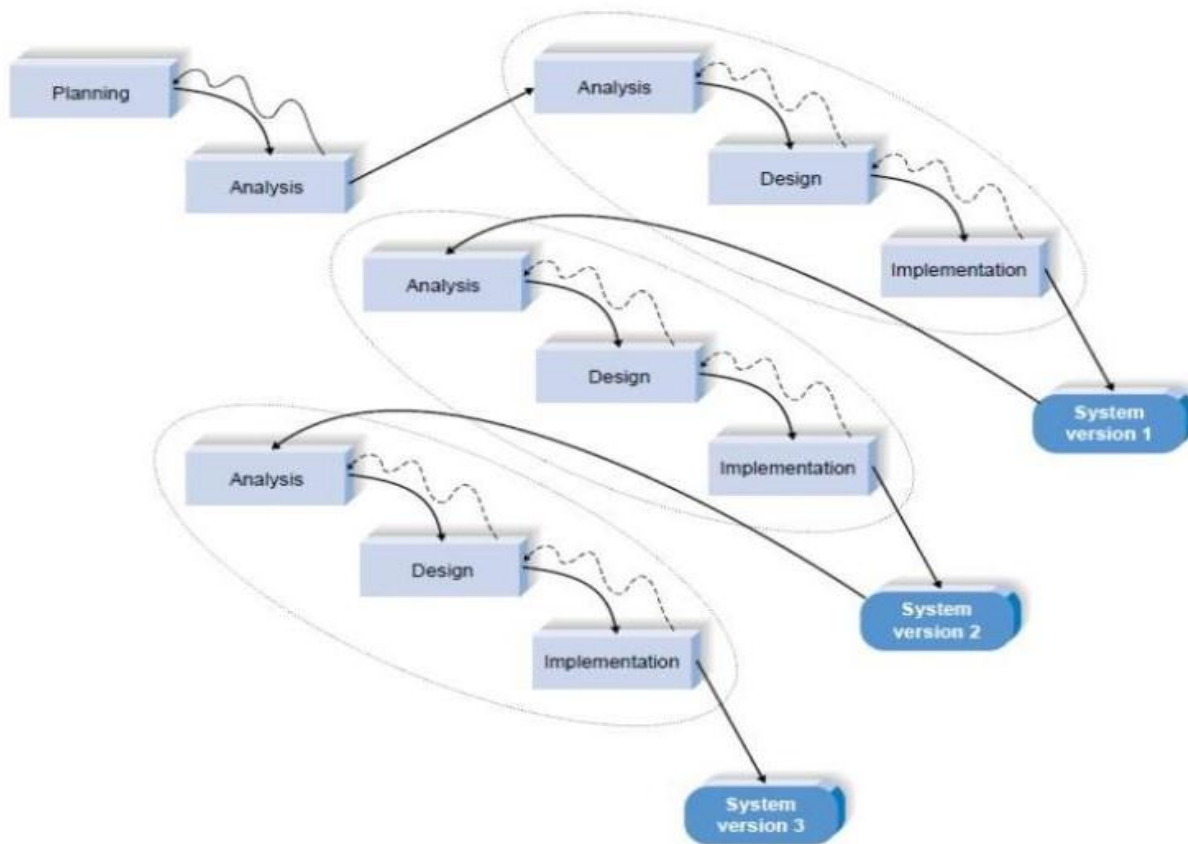 Planning
Analysis
Analysis
Design
Implementation
System
version 1
Analysis
Design
Implementation
System
version 2
Analysis
Design
Implementation
System
version 3